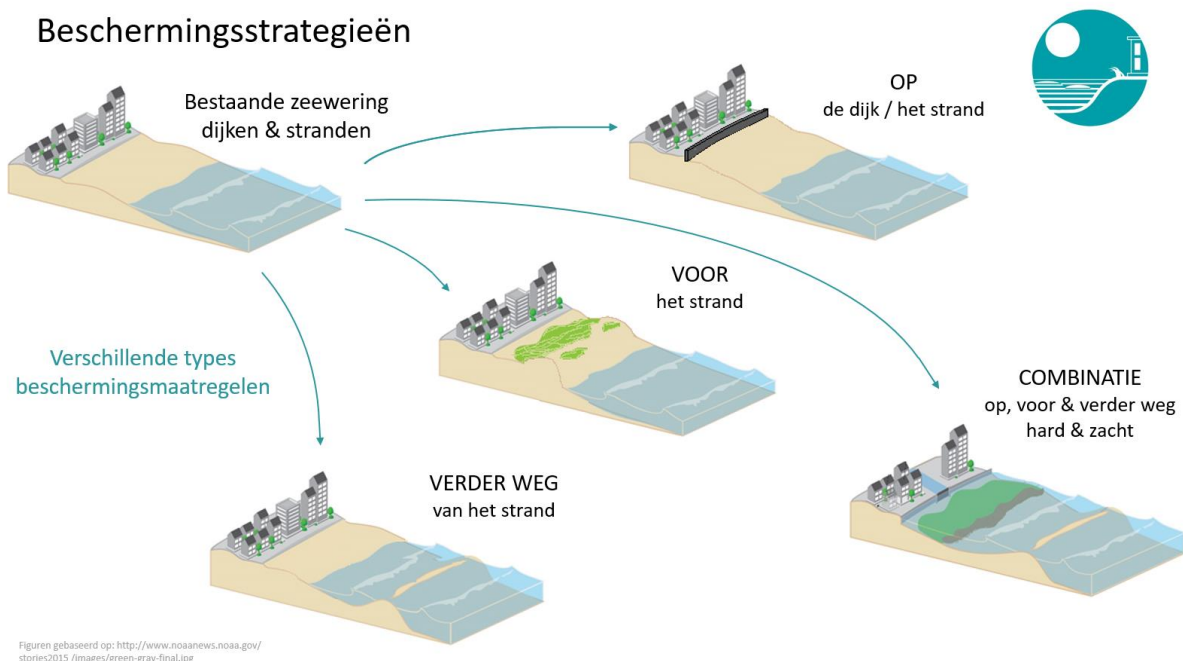 Beschermingsstrategieën
Bestaande zeewering
dijken & stranden
OP
de dijk / het strand
VOOR
het strand
Verschillende types
beschermingsmaatregelen
COMBINATIE
op, voor & verder weg
hard & zacht
VERDER WEG
van het strand
Figuren gebaseerd op: http://www.noaanews.noaa.gov/
stories2015 /images/green-gray-final.jpg